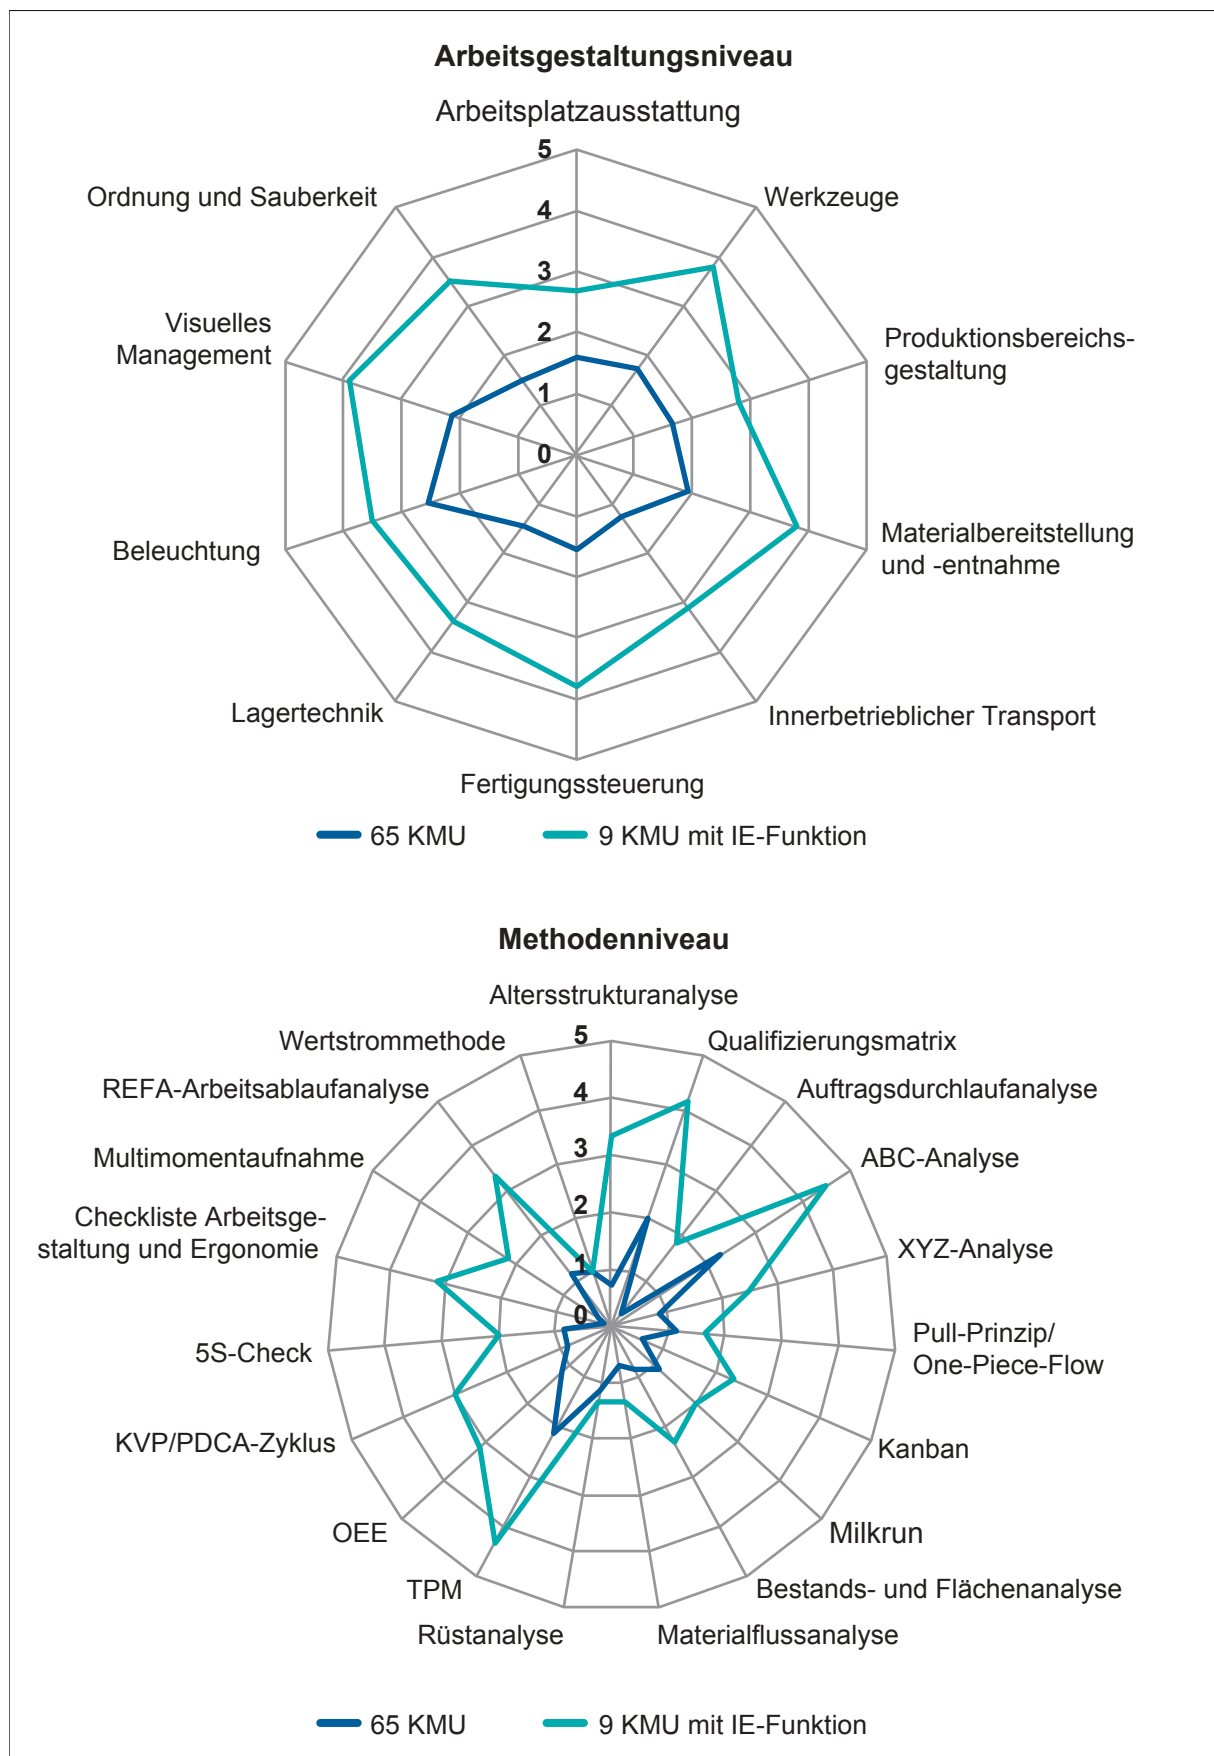 Arbeitsgestaltungsniveau
Arbeitsplatzausstattung
5
Ordnung und Sauberkeit
Werkzeuge
4
3
Visuelles
Management
Produktionsbereichs-
gestaltung
2
1
0
Beleuchtung
Materialbereitstellung
und -entnahme
Lagertechnik
Innerbetrieblicher Transport
Fertigungssteuerung
65 KMU
9 KMU mit IE-Funktion
Methodenniveau
Altersstrukturanalyse
5
Wertstrommethode
Qualifizierungsmatrix
REFA-Arbeitsablaufanalyse
Auftragsdurchlaufanalyse
4
Multimomentaufnahme
3
ABC-Analyse
Checkliste Arbeitsge-
staltung und Ergonomie
2
XYZ-Analyse
1
0
5S-Check
Pull-Prinzip/
One-Piece-Flow
KVP/PDCA-Zyklus
Kanban
OEE
Milkrun
TPM
Bestands- und Flächenanalyse
Rüstanalyse
Materialflussanalyse
65 KMU
9 KMU mit IE-Funktion